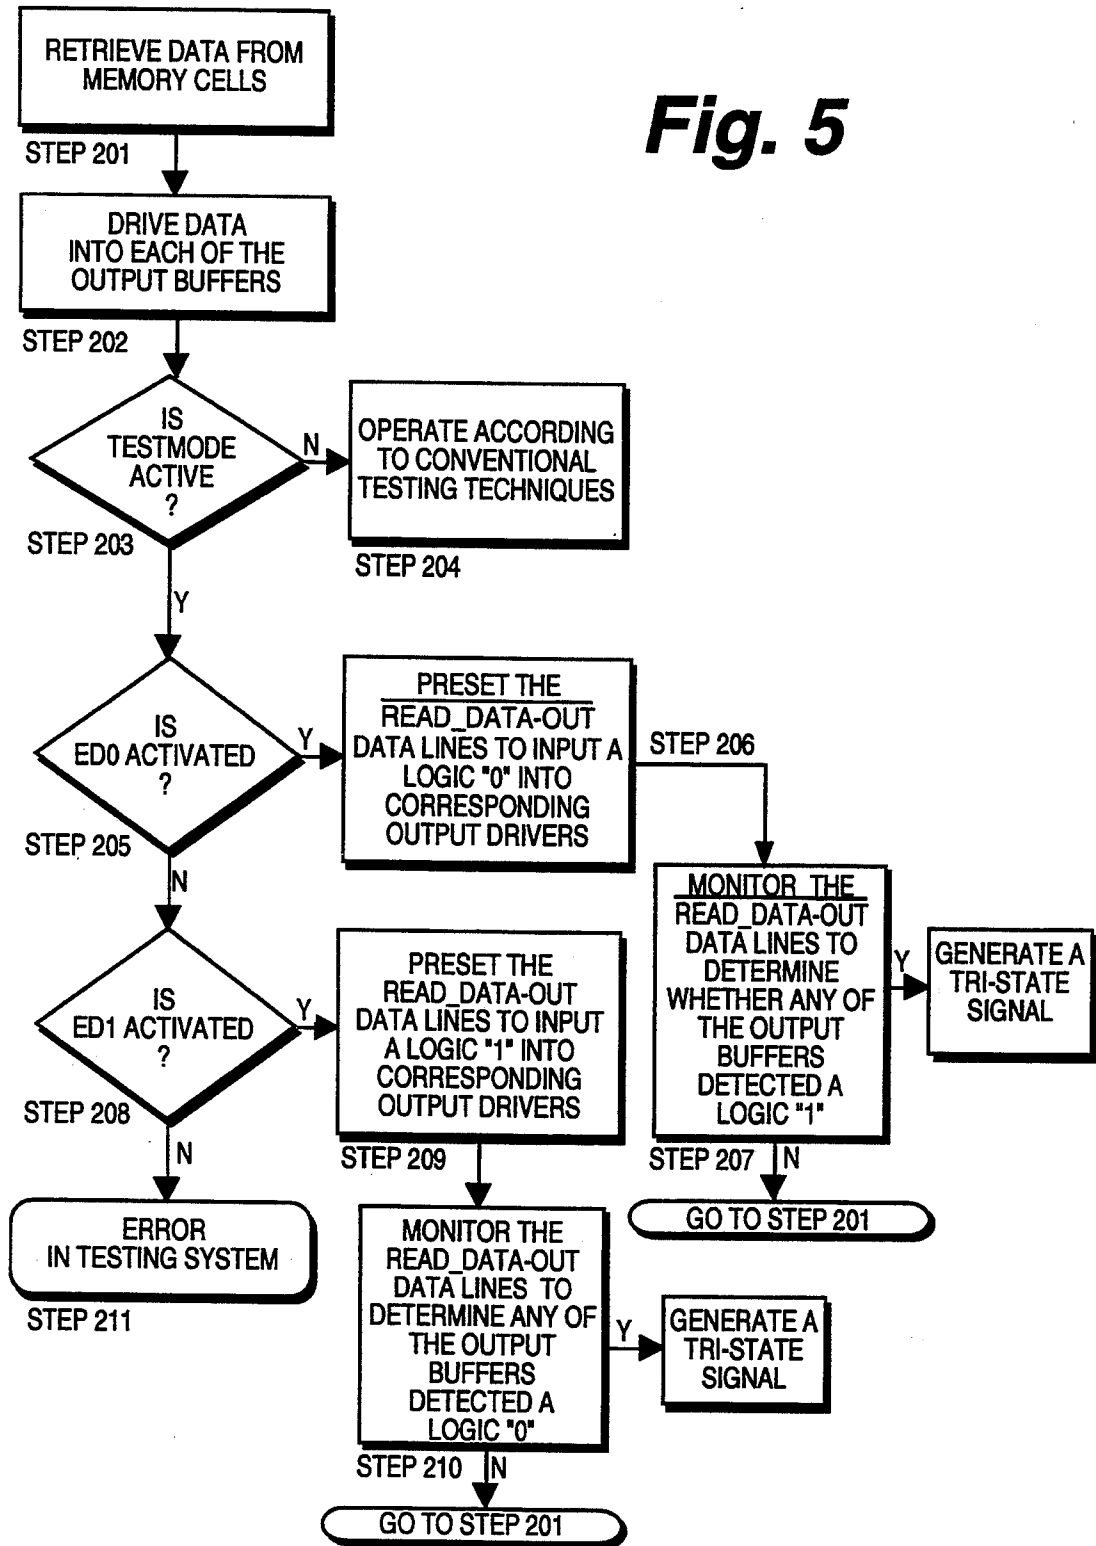 Fig. 5
RETRIEVE DATA FROM
MEMORY CELLS
STEP 201
DRIVE DATA
INTO EACH OF THE
OUTPUT BUFFERS
STEP 202
IS
TESTMODE
ACTIVE
?
STEP 203
N
OPERATE ACCORDING
TO CONVENTIONAL
TESTING TECHNIQUES
STEP 204
Y
IS
ED0 ACTIVATED
?
STEP 205
Y
PRESET THE
READ_DATA-OUT
DATA LINES TO INPUT A
LOGIC "0" INTO
CORRESPONDING
OUTPUT DRIVERS
STEP 206
MONITOR THE
READ_DATA-OUT
DATA LINES TO
DETERMINE
WHETHER ANY OF
THE OUTPUT
BUFFERS
DETECTED A
LOGIC "1"
STEP 207
Y
GENERATE A
TRI-STATE
SIGNAL
N
GO TO STEP 201
N
IS
ED1 ACTIVATED
?
STEP 208
Y
PRESET THE
READ_DATA-OUT
DATA LINES TO INPUT
A LOGIC "1" INTO
CORRESPONDING
OUTPUT DRIVERS
STEP 209
MONITOR THE
READ_DATA-OUT
DATA LINES TO
DETERMINE ANY OF
THE OUTPUT
BUFFERS
DETECTED A
LOGIC "0"
STEP 210
Y
GENERATE A
TRI-STATE
SIGNAL
N
GO TO STEP 201
N
ERROR
IN TESTING SYSTEM
STEP 211